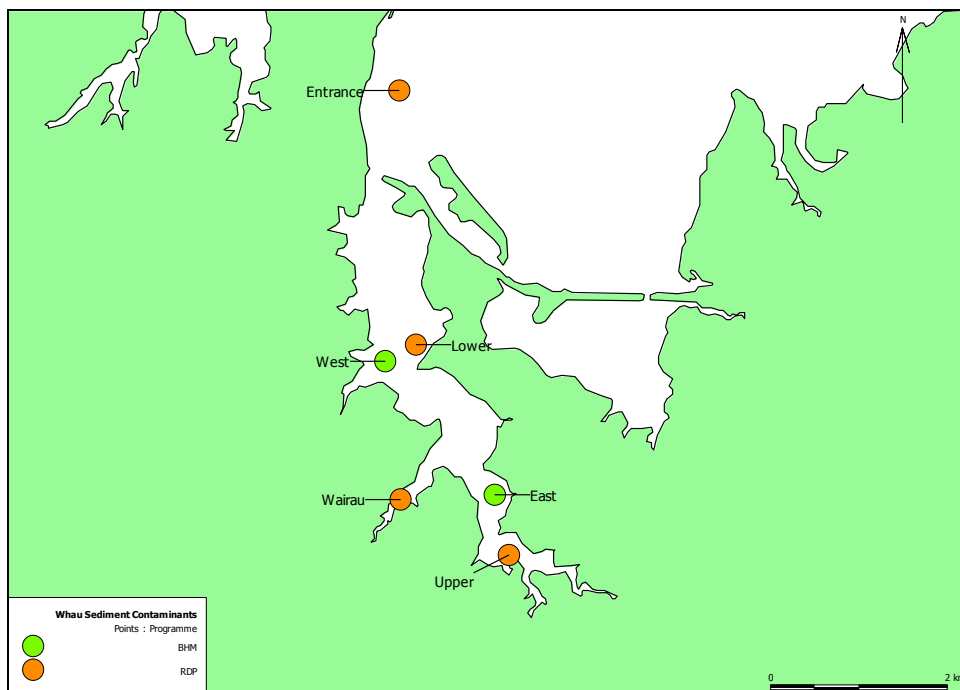 N
Entrance
Lower
West
Wairau
East
Upper
Whau Sediment Contaminants
Points : Programme
BHM
RDP
0 2 km